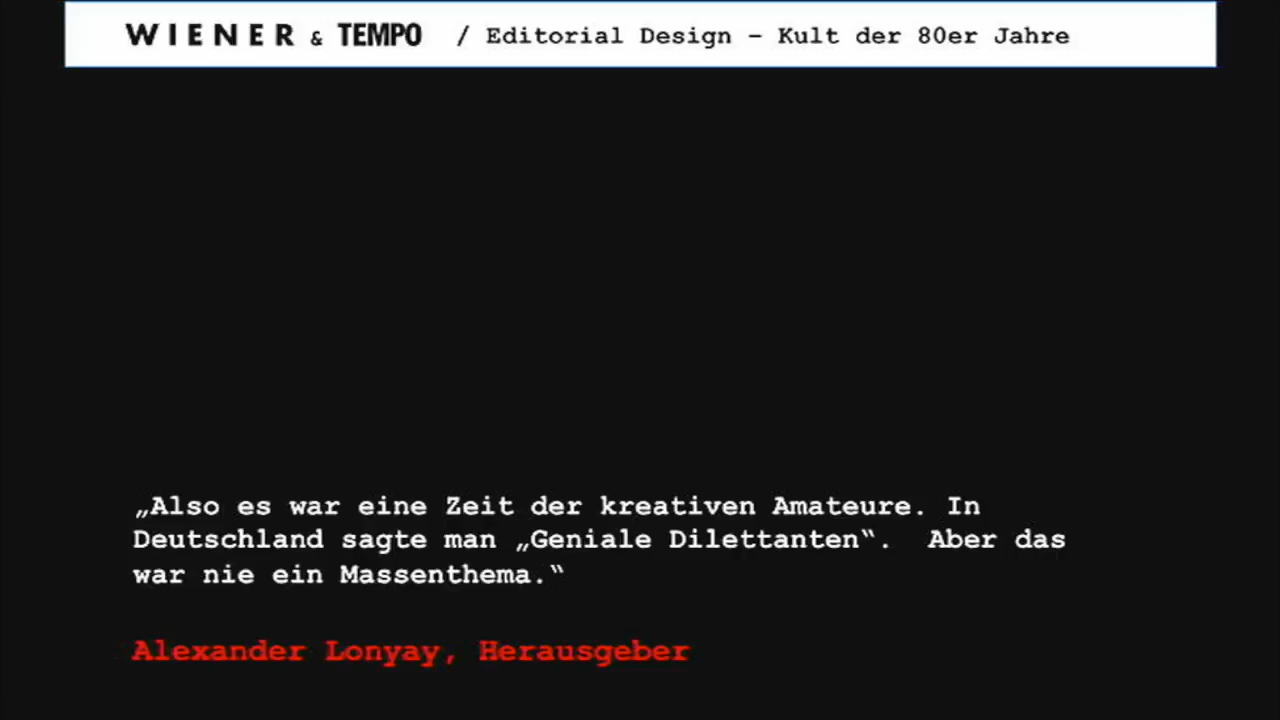 WIENER & TEMPO / Editorial Design – Kult der 80er Jahre
„Also es war eine Zeit der kreativen Amateure. In
Deutschland sagte man „Geniale Dilettanten“. Aber das
war nie ein Massenthema.“
Alexander Lonyay, Herausgeber